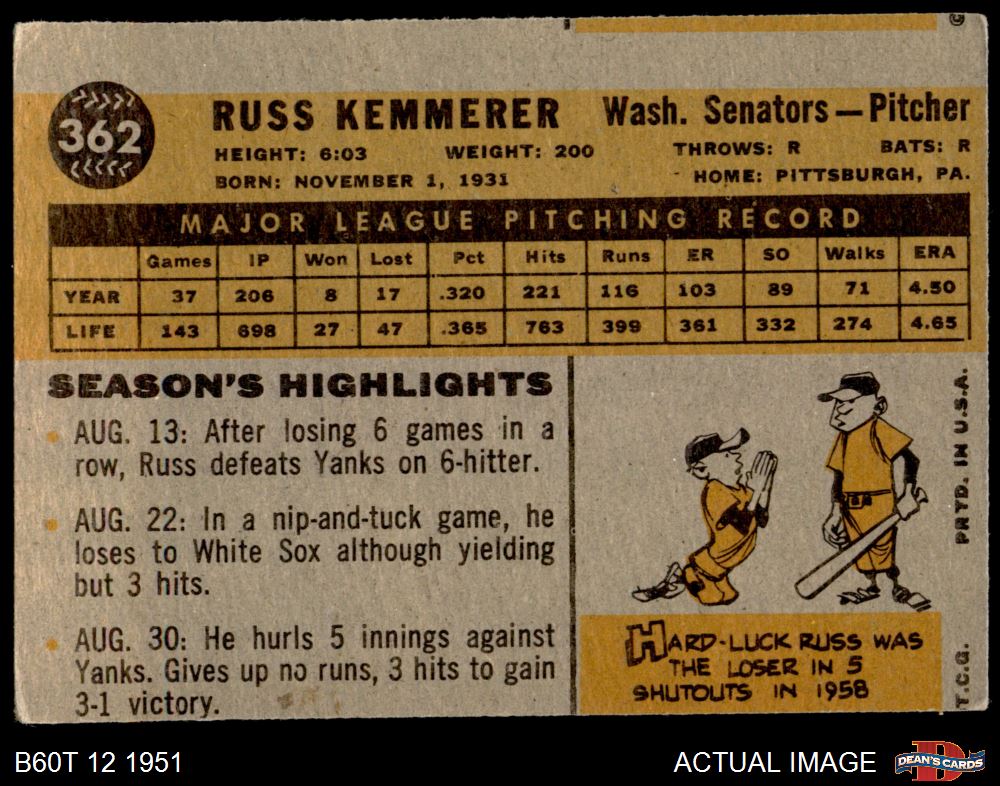 ©
362
RUSS KEMMERER Wash. Senators — Pitcher
HEIGHT: 6:03 WEIGHT: 200 THROWS: R BATS: R
BORN: NOVEMBER 1, 1931 HOME: PITTSBURGH, PA.
MAJOR LEAGUE PITCHING RECORD
Games IP Won Lost Pct Hits Runs ER SO Walks ERA
YEAR 37 206 8 17 .320 221 116 103 89 71 4.50
LIFE 143 698 27 47 .365 763 399 361 332 274 4.65
SEASON'S HIGHLIGHTS
AUG. 13: After losing 6 games in a
row, Russ defeats Yanks on 6-hitter.
AUG. 22: In a nip-and-tuck game, he
loses to White Sox although yielding
but 3 hits.
AUG. 30: He hurls 5 innings against
Yanks. Gives up no runs, 3 hits to gain
3-1 victory.
HARD-LUCK RUSS WAS
THE LOSER IN 5
SHUTOUTS IN 1958
T.C.G. PRTD. IN U.S.A.
B60T 12 1951 ACTUAL IMAGE
DEAN'S CARDS